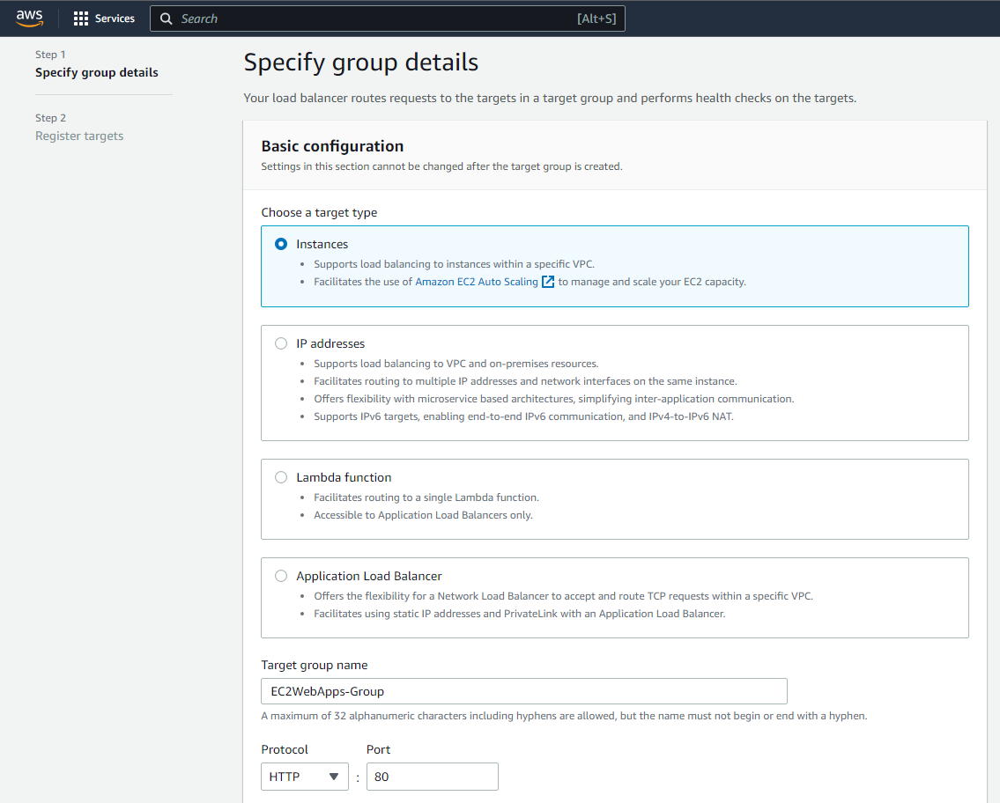 aws
Services
Search
[Alt+S]
Step 1
Specify group details
Step 2
Register targets
Specify group details
Your load balancer routes requests to the targets in a target group and performs health checks on the targets.
Basic configuration
Settings in this section cannot be changed after the target group is created.
Choose a target type
Instances
• Supports load balancing to instances within a specific VPC.
• Facilitates the use of Amazon EC2 Auto Scaling to manage and scale your EC2 capacity.
IP addresses
• Supports load balancing to VPC and on-premises resources.
• Facilitates routing to multiple IP addresses and network interfaces on the same instance.
• Offers flexibility with microservice based architectures, simplifying inter-application communication.
• Supports IPv6 targets, enabling end-to-end IPv6 communication, and IPv4-to-IPv6 NAT.
Lambda function
• Facilitates routing to a single Lambda function.
• Accessible to Application Load Balancers only.
Application Load Balancer
• Offers the flexibility for a Network Load Balancer to accept and route TCP requests within a specific VPC.
• Facilitates using static IP addresses and PrivateLink with an Application Load Balancer.
Target group name
EC2WebApps-Group
A maximum of 32 alphanumeric characters including hyphens are allowed, but the name must not begin or end with a hyphen.
Protocol Port
HTTP : 80